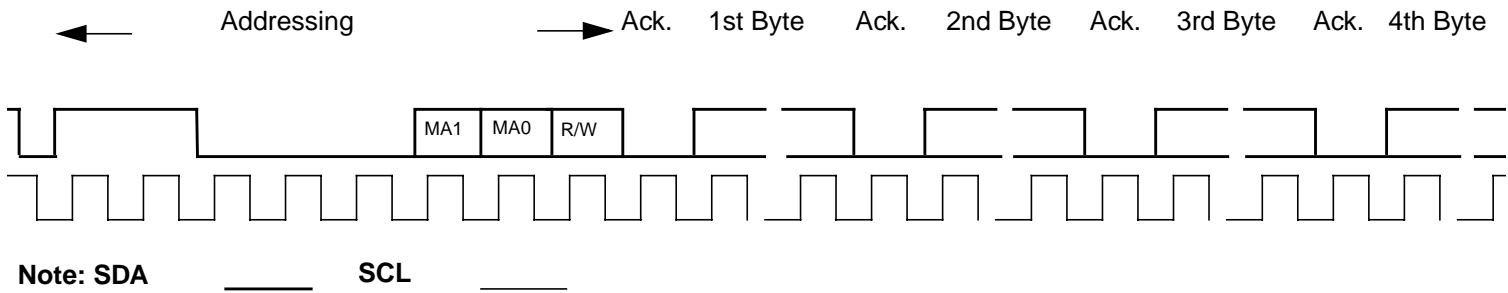 Addressing Ack. 1st Byte Ack. 2nd Byte Ack. 3rd Byte Ack. 4th Byte
MA1 MA0 R/W
Note: SDA SCL